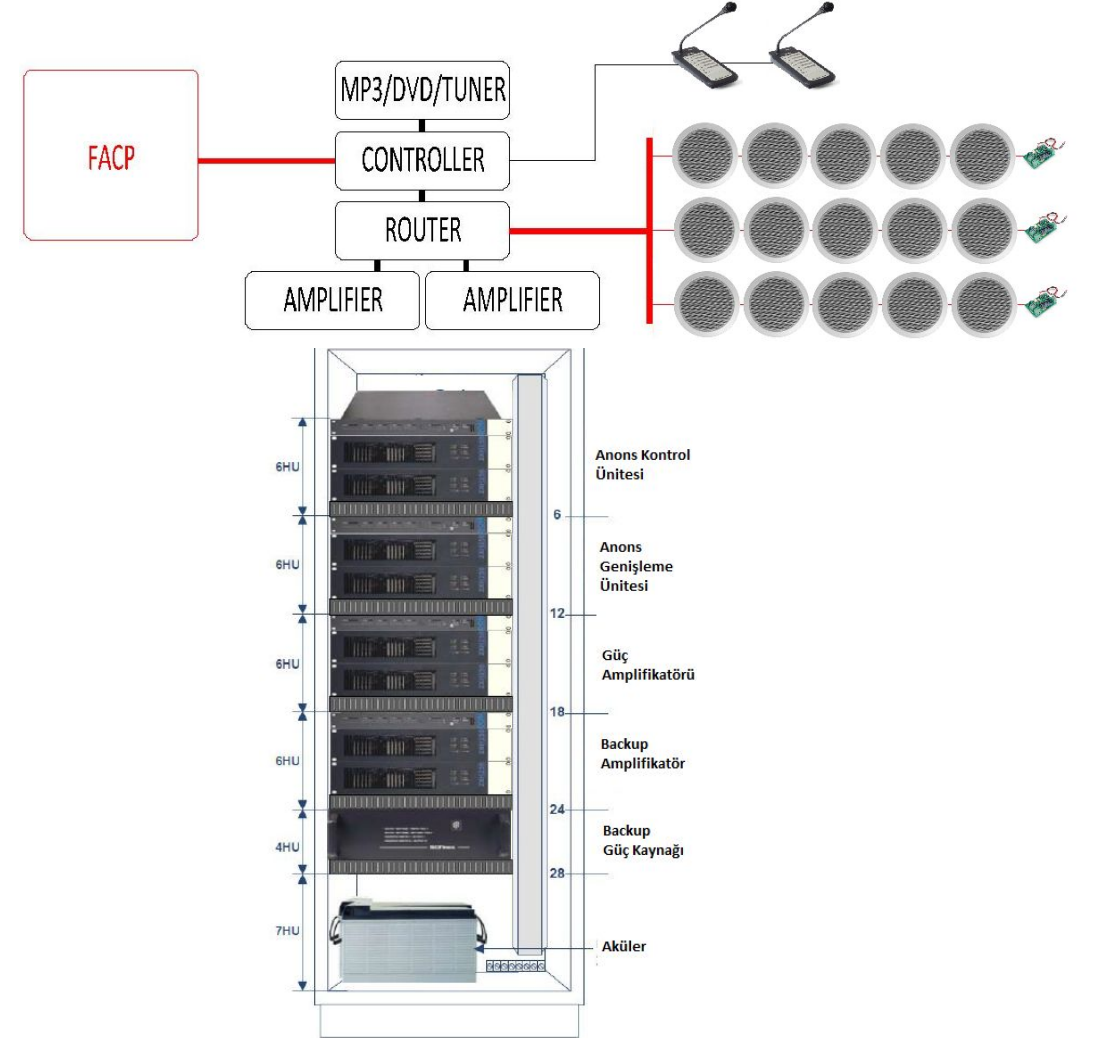 MP3/DVD/TUNER
FACP
CONTROLLER
ROUTER
AMPLIFIER
AMPLIFIER
6HU
Anons Kontrol
Ünitesi
6
6HU
Anons
Genişleme
Ünitesi
12
6HU
Güç
Amplifikatörü
18
6HU
Backup
Amplifikatör
24
4HU
Backup
Güç Kaynağı
28
7HU
Aküler